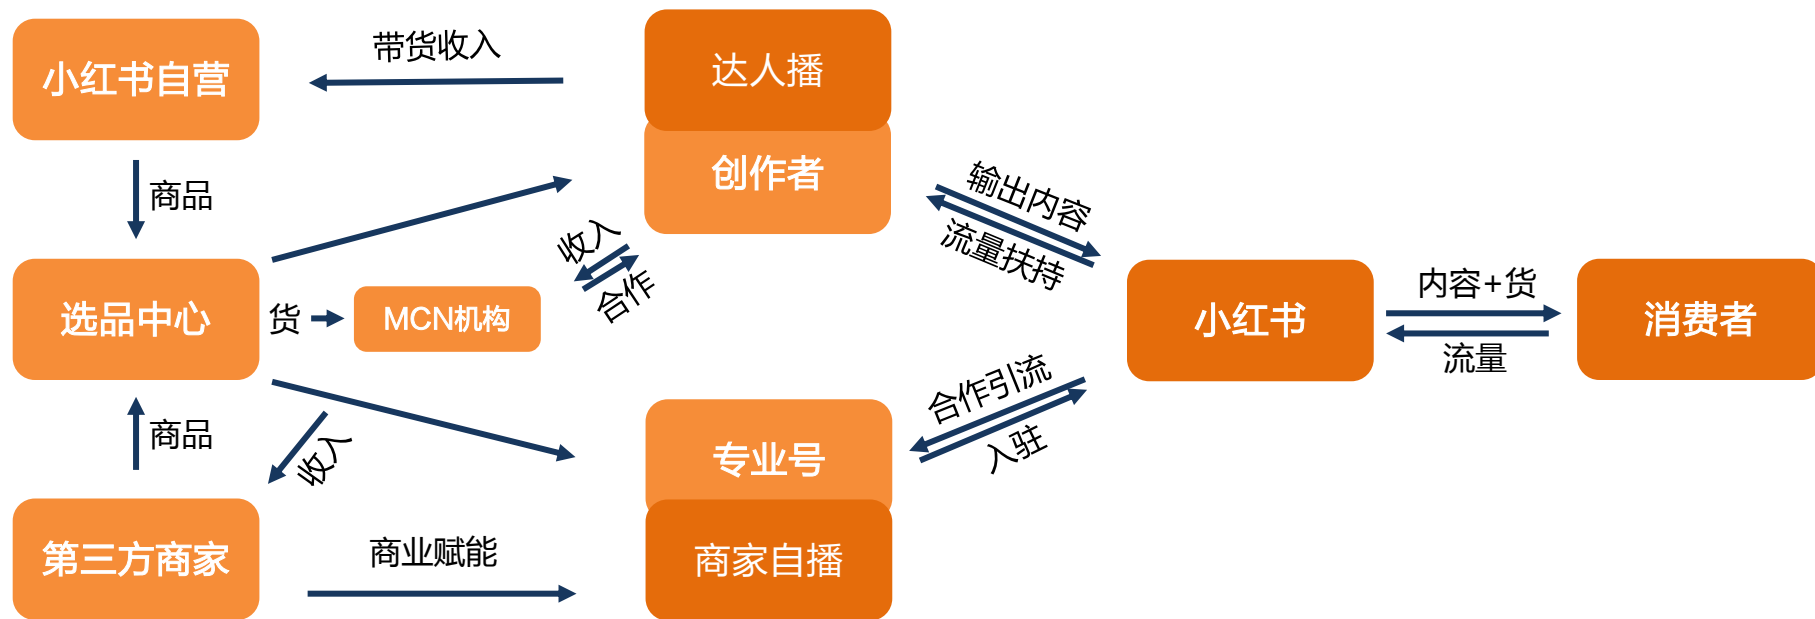 小红书自营
带货收入
达人播
创作者
商品
收入
合作
输出内容
流量扶持
选品中心
货
MCN机构
小红书
内容+货
流量
消费者
商品
收入
合作引流
入驻
专业号
第三方商家
商业赋能
商家自播